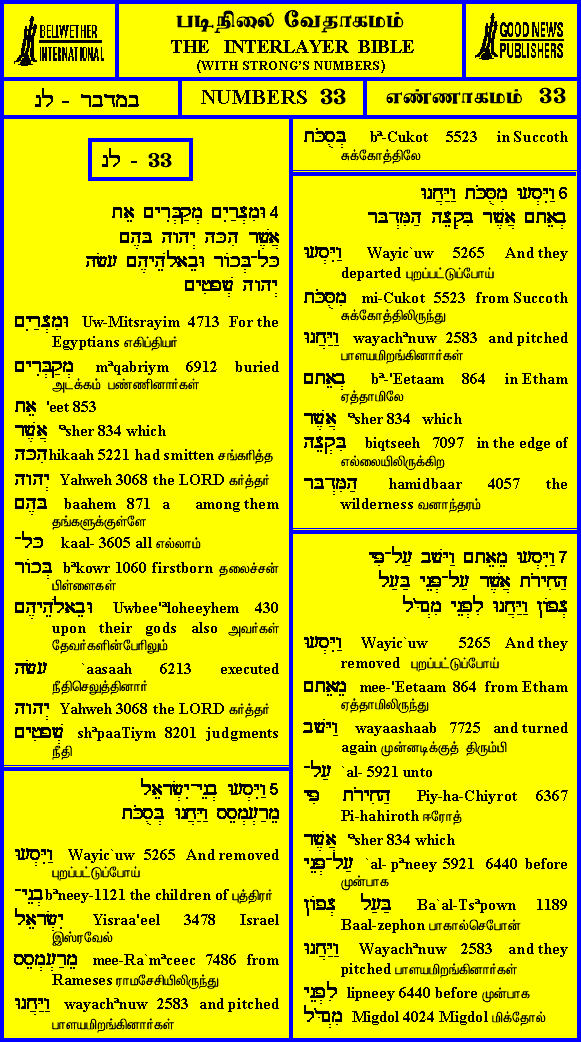 BELLWETHER
INTERNATIONAL
படிநிலை வேதாகமம்
THE INTERLAYER BIBLE
(WITH STRONG'S NUMBERS)
GOOD NEWS
PUBLISHERS
במדבר - לג
NUMBERS 33
எண்ணாகமம் 33
לג - 33
4 וּמִצְרַיִם מְקַבְּרִים אֵת
אֲשֶׁר הִכָּה יְהוָה בָּהֶם
כָּל־בְּכוֹר וּבֵאלֹהֵיהֶם עָשָׂה
יְהוָה שְׁפָטִים
וּמִצְרַיִם Uw-Mitsrayim 4713 For the
Egyptians எகிப்தியர்
מְקַבְּרִים mªqabriym 6912 buried
அடக்கம் பண்ணினார்கள்
אֵת 'eet 853
אֲשֶׁר ªsher 834 which
הִכָּה hikaah 5221 had smitten சங்கரித்த
יְהוָה Yahweh 3068 the LORD கர்த்தர்
בָּהֶם baahem 871 a among them
தங்களுக்குள்ளே
כָּל־ kaal- 3605 all எல்லாம்
בְּכוֹר bªkowr 1060 firstborn தலைச்சன்
பிள்ளைகள்
וּבֵאלֹהֵיהֶם Uwbee'ªloheeyhem 430
upon their gods also அவர்கள்
தேவர்களின்பேரிலும்
עָשָׂה `aasaah 6213 executed
நீதிசெலுத்தினார்
יְהוָה Yahweh 3068 the LORD கர்த்தர்
שְׁפָטִים shªpaaTiym 8201 judgments
நீதி
5 וַיִּסְעוּ בְנֵי־יִשְׂרָאֵל
מֵרַעְמְסֵס וַיַּחֲנוּ בְּסֻכֹּת
וַיִּסְעוּ Wayic`uw 5265 And removed
புறப்பட்டுப்போய்
בְנֵי־ bªneey-1121 the children of புத்திரர்
יִשְׂרָאֵל Yisraa'eel 3478 Israel
இஸ்ரவேல்
מֵרַעְמְסֵס mee-Ra`mªceec 7486 from
Rameses ராமசேசியிலிருந்து
וַיַּחֲנוּ wayachªnuw 2583 and pitched
பாளயமிறங்கினார்கள்
בְּסֻכֹּת bª-Cukot 5523 in Succoth
சுக்கோத்திலே
6 וַיִּסְעוּ מִסֻּכֹּת וַיַּחֲנוּ
בְאֵתָם אֲשֶׁר בִּקְצֵה הַמִּדְבָּר
וַיִּסְעוּ Wayic`uw 5265 And they
departed புறப்பட்டுப்போய்
מִסֻּכֹּת mi-Cukot 5523 from Succoth
சுக்கோத்திலிருந்து
וַיַּחֲנוּ wayachªnuw 2583 and pitched
பாளயமிறங்கினார்கள்
בְאֵתָם bª-'Eetaam 864 in Etham
ஏத்தாமிலே
אֲשֶׁר ªsher 834 which
בִּקְצֵה biqtseeh 7097 in the edge of
எல்லையிலிருக்கிற
הַמִּדְבָּר hamidbaar 4057 the
wilderness வனாந்தரம்
7 וַיִּסְעוּ מֵאֵתָם וַיָּשָׁב עַל־פִּי
הַחִירֹת אֲשֶׁר עַל־פְּנֵי בַּעַל
צְפוֹן וַיַּחֲנוּ לִפְנֵי מִגְדֹּל
וַיִּסְעוּ Wayic`uw 5265 And they
removed புறப்பட்டுப்போய்
מֵאֵתָם mee-'Eetaam 864 from Etham
ஏத்தாமிலிருந்து
וַיָּשָׁב wayaashaab 7725 and turned
again முன்னடிக்குத் திரும்பி
עַל־ `al- 5921 unto
פִּי הַחִירֹת Piy-ha-Chiyrot 6367
Pi-hahiroth ஈரோத்
אֲשֶׁר ªsher 834 which
עַל־פְּנֵי `al- pªneey 5921 6440 before
முன்பாக
בַּעַל צְפוֹן Ba`al-Tsªpown 1189
Baal-zephon பாகால்செபோன்
וַיַּחֲנוּ Wayachªnuw 2583 and they
pitched பாளயமிறங்கினார்கள்
לִפְנֵי lipneey 6440 before முன்பாக
מִגְדֹּל Migdol 4024 Migdol மிக்தோல்